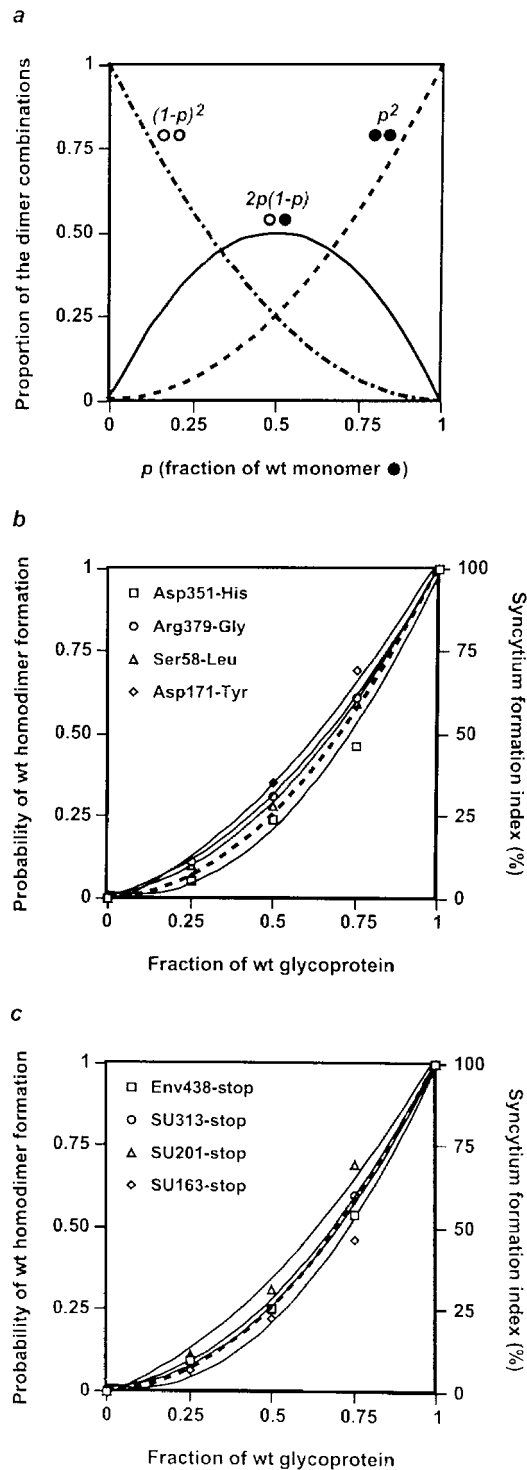 a
Proportion of the dimer combinations
1
0.75
0.50
0.25
0
(1-p)²
p²
2p(1-p)
0
0.25
0.5
0.75
1
p (fraction of wt monomer ●)
b
Probability of wt homodimer formation
1
0.75
0.50
0.25
0
Asp351-His
Arg379-Gly
Ser58-Leu
Asp171-Tyr
100
75
50
25
0
Syncytium formation index (%)
0
0.25
0.5
0.75
1
Fraction of wt glycoprotein
c
Probability of wt homodimer formation
1
0.75
0.50
0.25
0
Env438-stop
SU313-stop
SU201-stop
SU163-stop
100
75
50
25
0
Syncytium formation index (%)
0
0.25
0.5
0.75
1
Fraction of wt glycoprotein